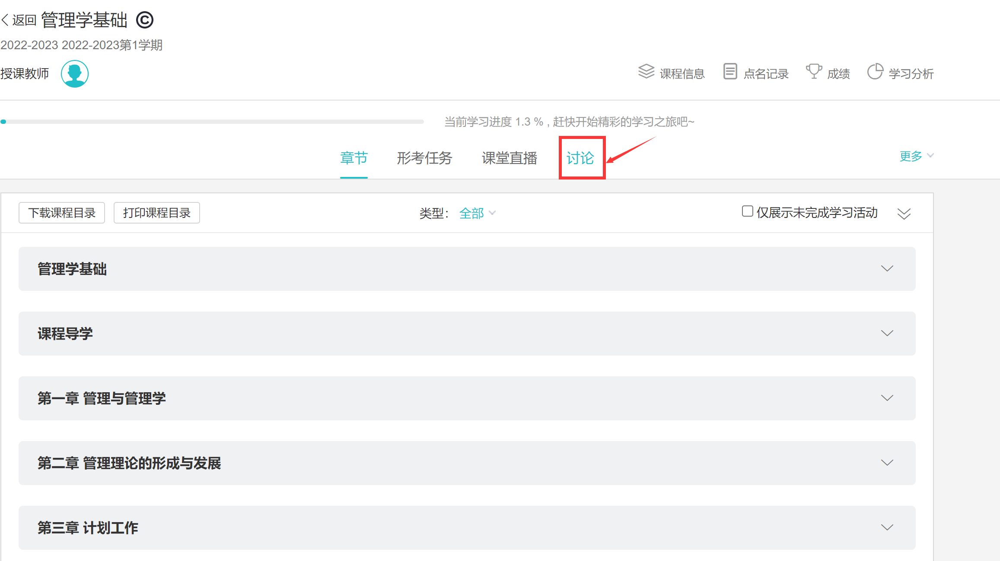 返回 管理学基础 ©
2022-2023 2022-2023第1学期
授课教师
课程信息 点名记录 成绩 学习分析
当前学习进度 1.3 % , 赶快开始精彩的学习之旅吧~
章节 形考任务 课堂直播 讨论 更多
下载课程目录 打印课程目录 类型： 全部 仅展示未完成学习活动
管理学基础
课程导学
第一章 管理与管理学
第二章 管理理论的形成与发展
第三章 计划工作